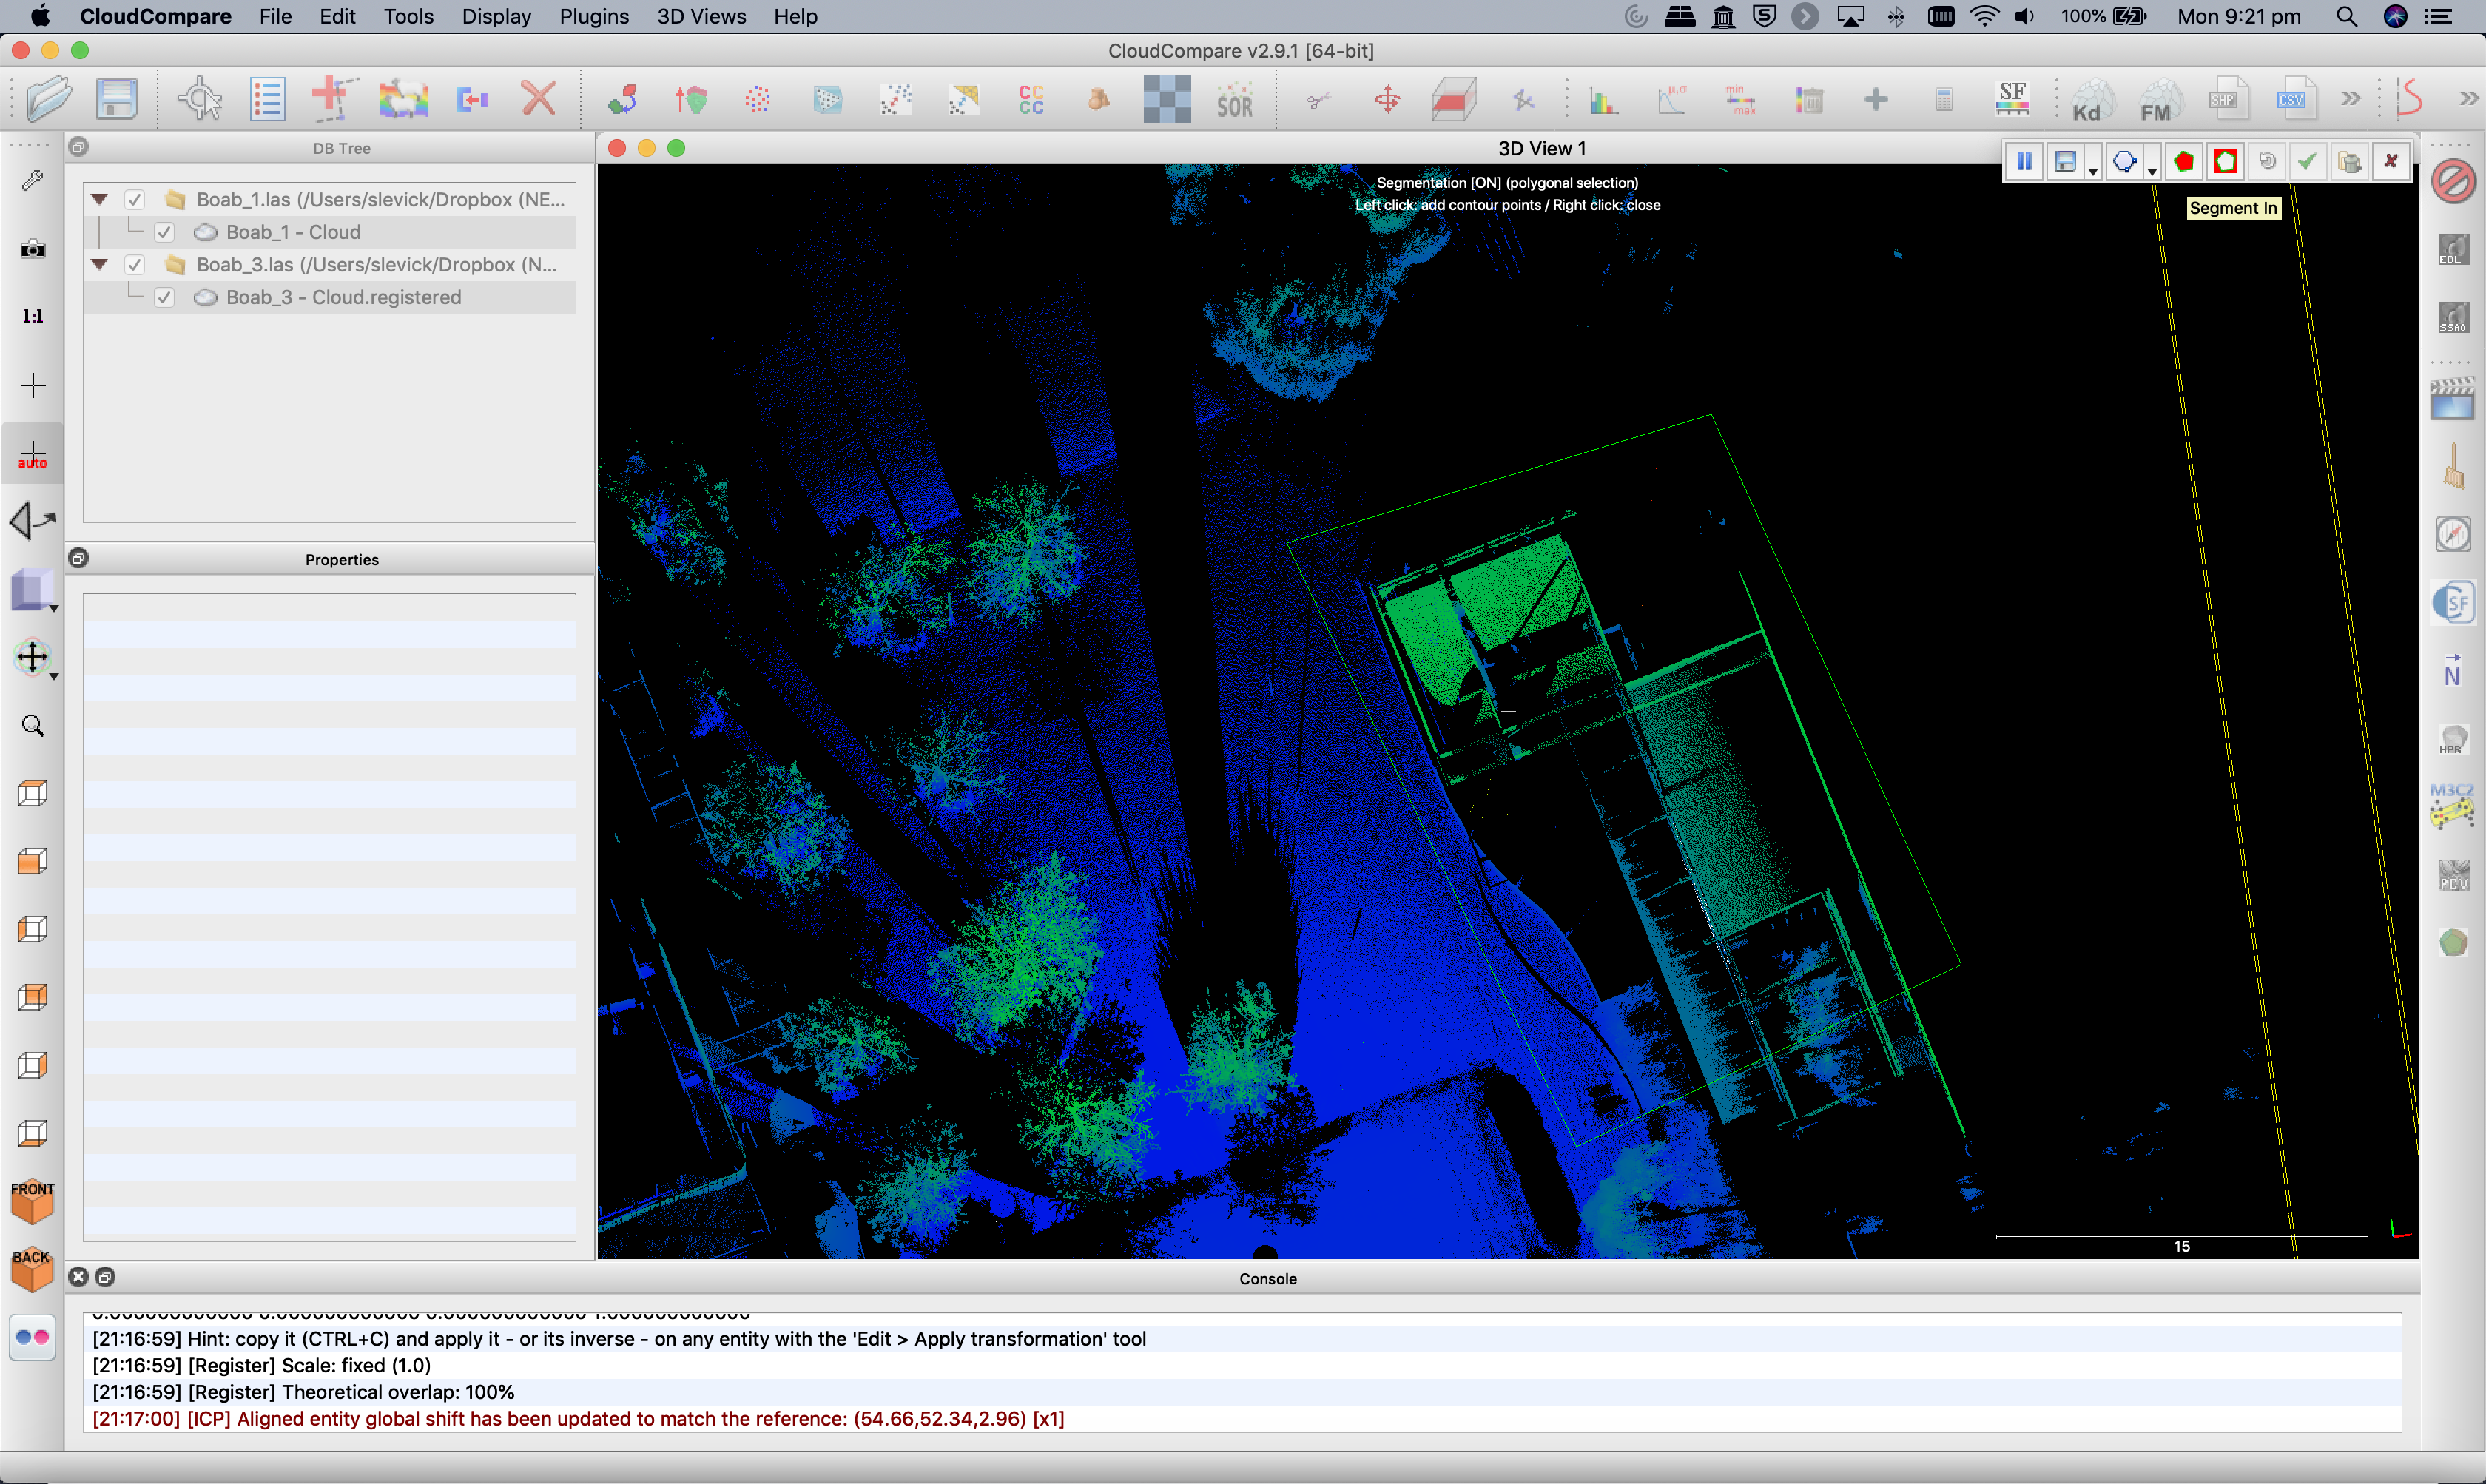 CloudCompare File Edit Tools Display Plugins 3D Views Help 100% Mon 9:21 pm
CloudCompare v2.9.1 [64-bit]
CC
CC
SOR
μ,σ
min
max
SF
Kd
FM
SHP
CSV
DB Tree
Boab_1.las (/Users/slevick/Dropbox (NE...
Boab_1 - Cloud
Boab_3.las (/Users/slevick/Dropbox (N...
Boab_3 - Cloud.registered
Properties
1:1
auto
FRONT
BACK
3D View 1
Segmentation [ON] (polygonal selection)
Left click: add contour points / Right click: close
Segment In
15
EDL
SSAO
CSF
N
HPR
M3C2
PCV
Console
[21:16:59] Hint: copy it (CTRL+C) and apply it - or its inverse - on any entity with the 'Edit > Apply transformation' tool
[21:16:59] [Register] Scale: fixed (1.0)
[21:16:59] [Register] Theoretical overlap: 100%
[21:17:00] [ICP] Aligned entity global shift has been updated to match the reference: (54.66,52.34,2.96) [x1]